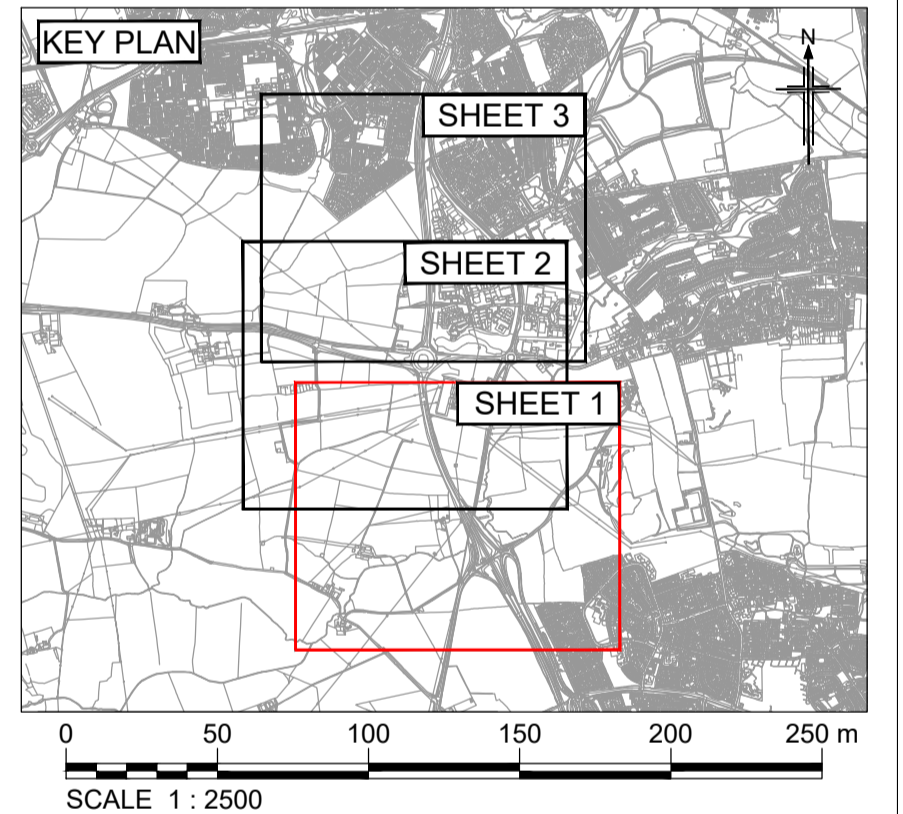 KEY PLAN
N
SHEET 3
SHEET 2
SHEET 1
0 50 100 150 200 250 m
SCALE 1 : 2500